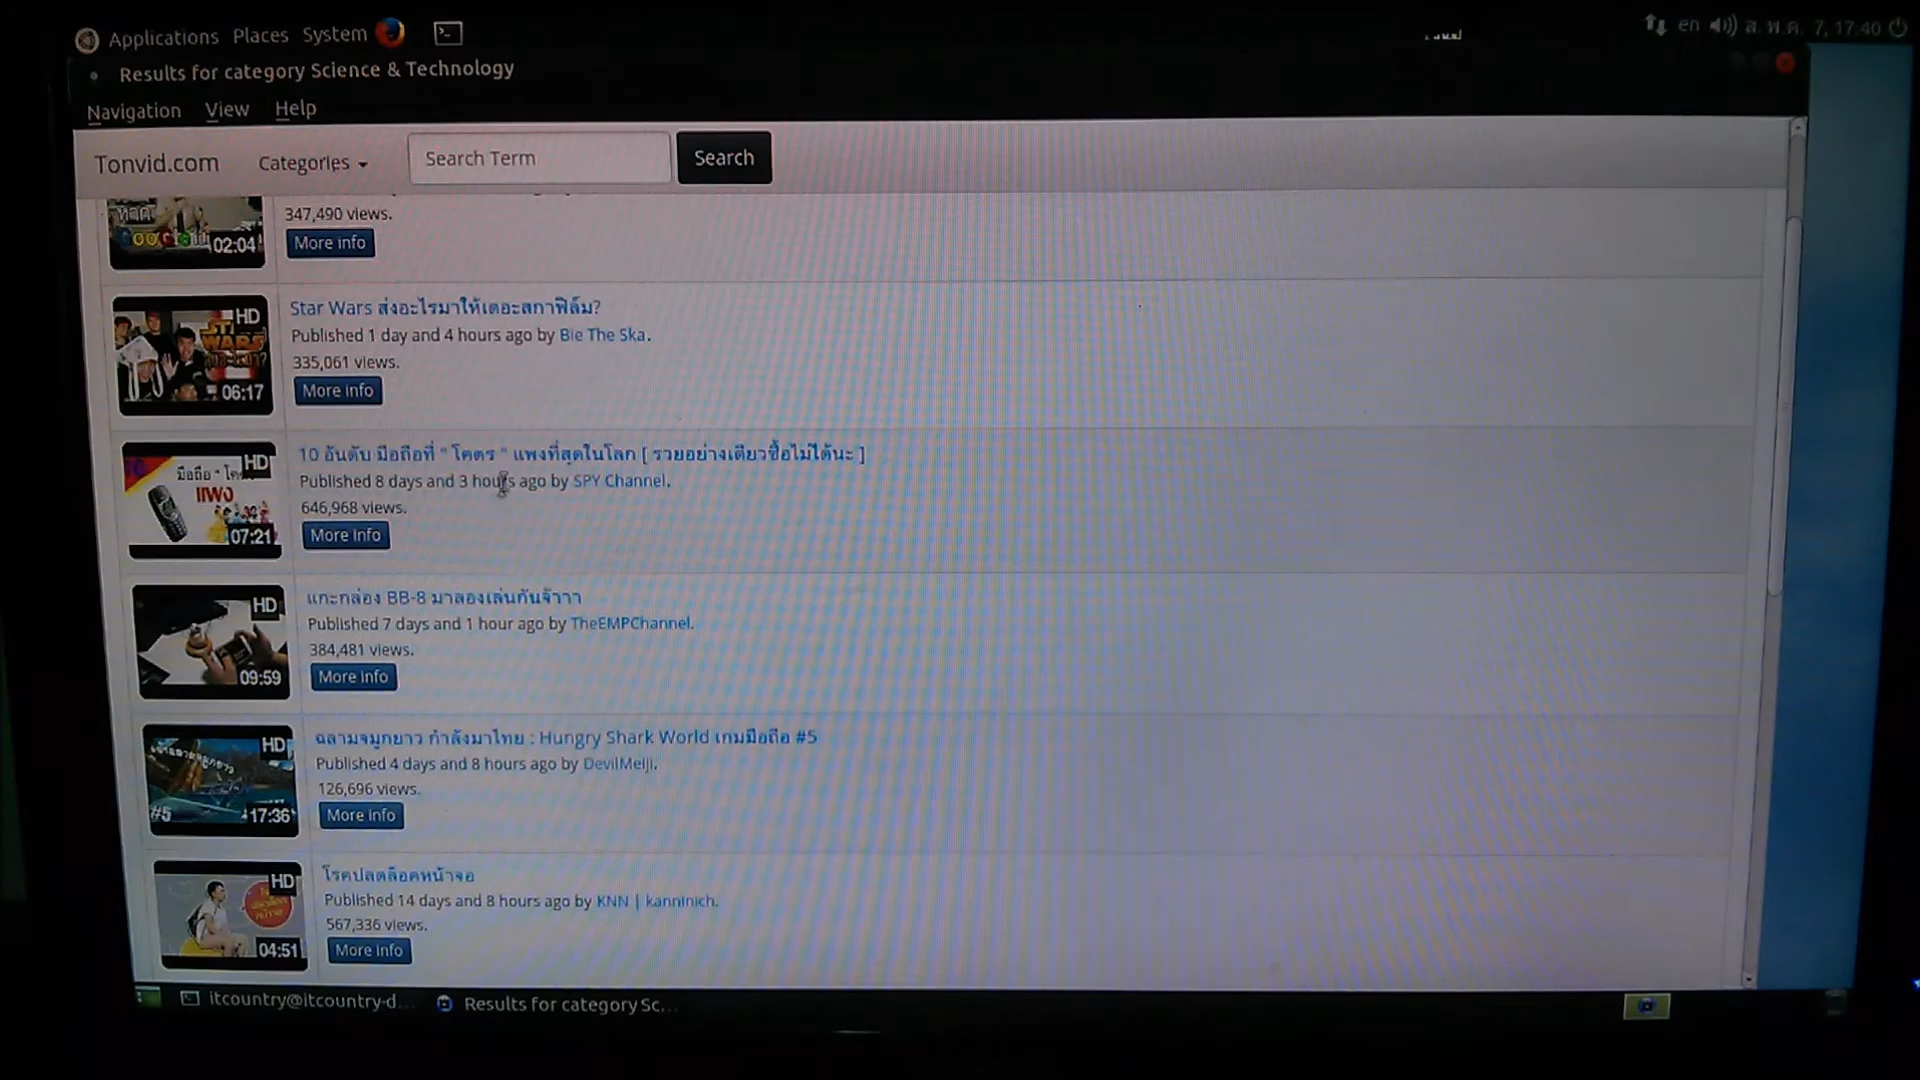 Applications Places System
en ส. พ.ค. 7, 17:40
Results for category Science & Technology
Navigation View Help
Tonvid.com Categories Search Term Search
347,490 views.
02:04
More info
HD
Star Wars ส่งอะไรมาให้เดอะสกาฟิล์ม?
Published 1 day and 4 hours ago by Bie The Ska.
335,061 views.
06:17
More info
10 อันดับ มือถือที่ " โคตร " แพงที่สุดในโลก [ รวยอย่างเดียวซื้อไม่ได้นะ ]
HD
มือถือ "
Published 8 days and 3 hours ago by SPY Channel.
646,968 views.
07:21
More info
แกะกล่อง BB-8 มาลองเล่นกันจ้าาา
HD
Published 7 days and 1 hour ago by TheEMPChannel.
384,481 views.
09:59
More info
ฉลามจมูกยาว กำลังมาไทย : Hungry Shark World เกมมือถือ #5
HD
Published 4 days and 8 hours ago by DevilMeiji.
126,696 views.
#5 17:36
More info
โรคปลดล็อคหน้าจอ
HD
Published 14 days and 8 hours ago by KNN | kanninich.
567,336 views.
04:51
More info
itcountry@itcountry-d... Results for category Sc...